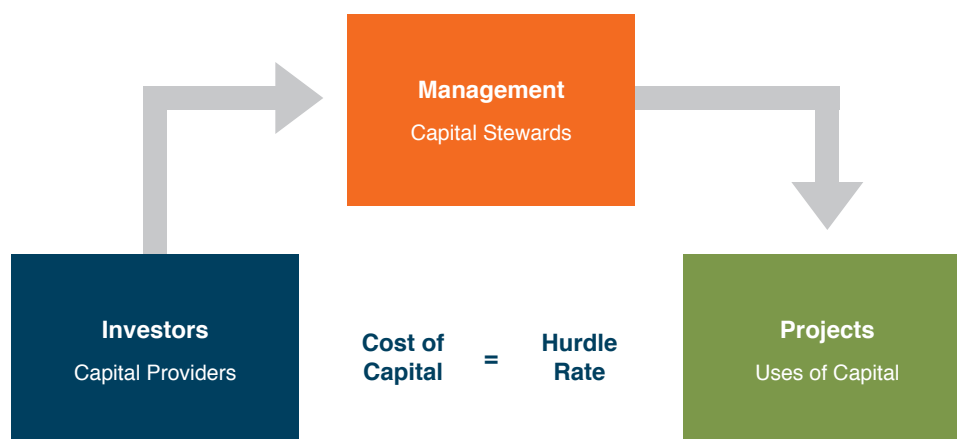 Management
Capital Stewards
Investors
Capital Providers
Cost of
Capital
=
Hurdle
Rate
Projects
Uses of Capital